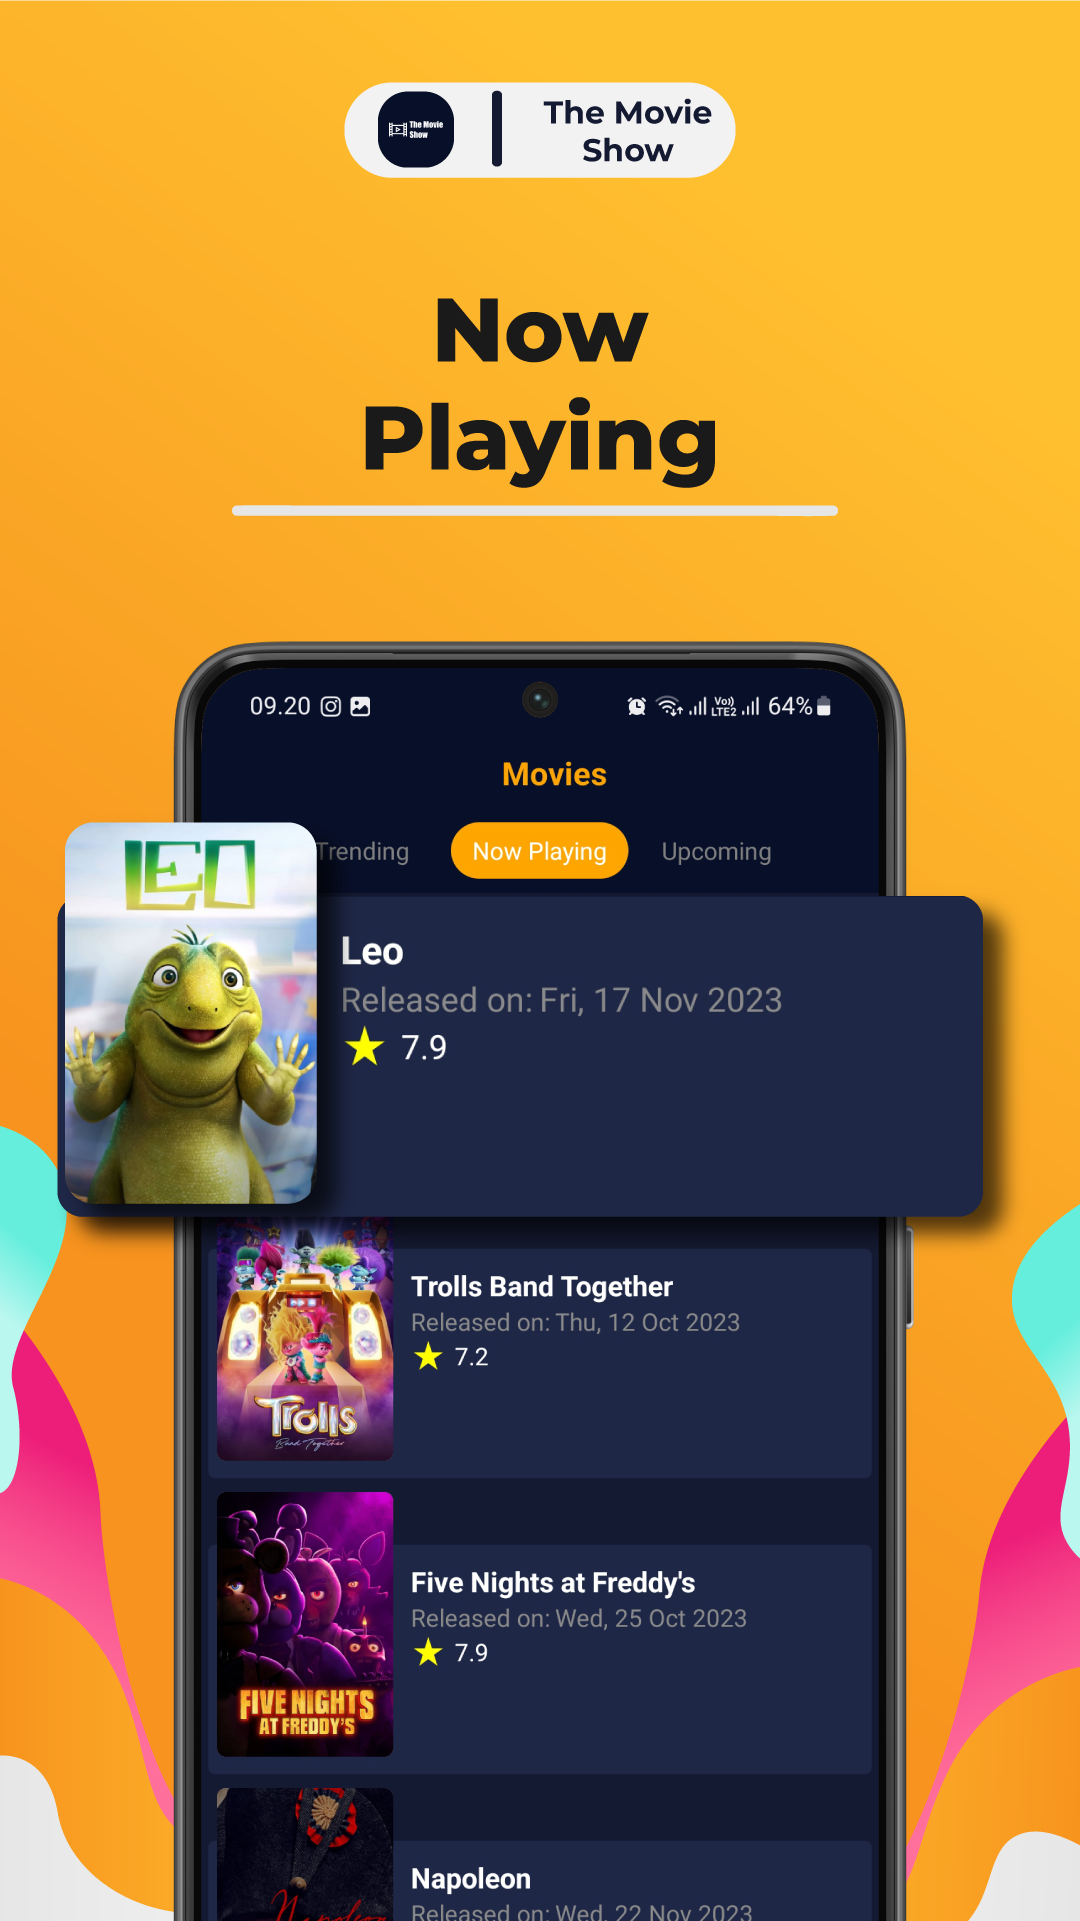 The Movie
Show
The Movie
Show
Now
Playing
09.20
Vo))
LTE2
64%
Movies
Trending
Now Playing
Upcoming
LEO
Leo
Released on: Fri, 17 Nov 2023
7.9
Trolls Band Together
Released on: Thu, 12 Oct 2023
7.2
Trolls
Band Together
Five Nights at Freddy's
Released on: Wed, 25 Oct 2023
7.9
FIVE NIGHTS
AT FREDDY'S
Napoleon
Released on: Wed, 22 Nov 2023
Napoleon